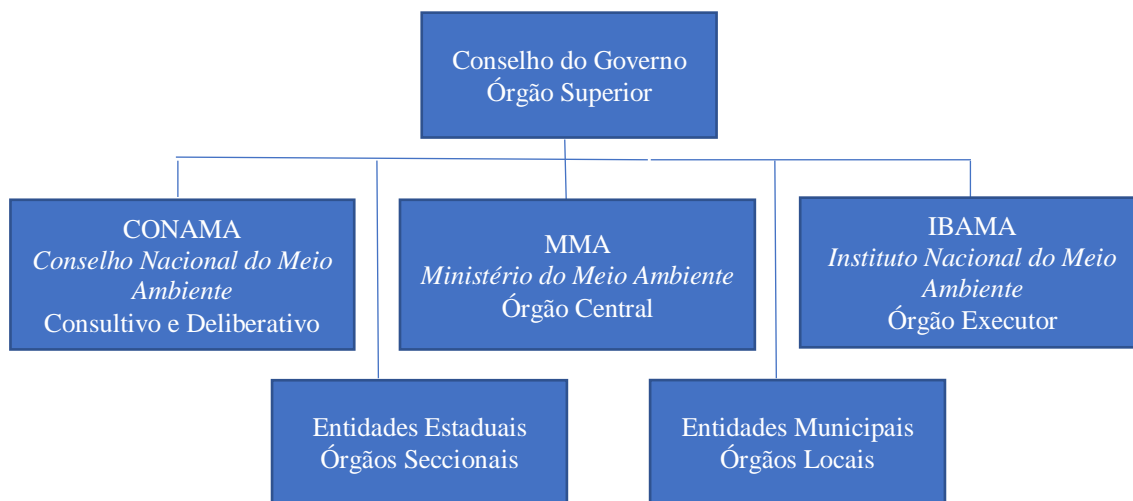 Conselho do Governo
Órgão Superior
CONAMA
Conselho Nacional do Meio
Ambiente
Consultivo e Deliberativo
MMA
Ministério do Meio Ambiente
Órgão Central
IBAMA
Instituto Nacional do Meio
Ambiente
Órgão Executor
Entidades Estaduais
Órgãos Seccionais
Entidades Municipais
Órgãos Locais